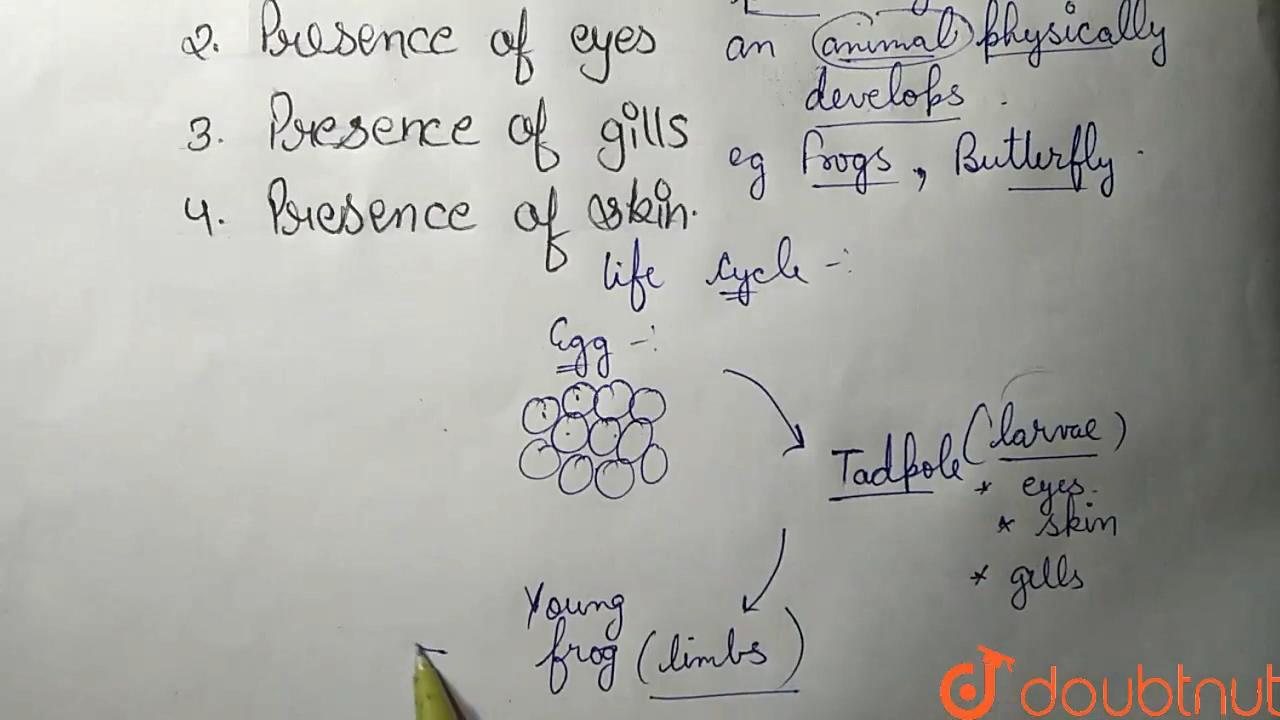 2. Presence of eyes
3. Presence of gills
4. Presence of skin.
an animal physically
develops.
eg frogs, Butterfly.
life cycle -:
Egg -:
Tadpole (larvae)
* eyes.
* skin
* gills
Young
frog (limbs)
doubtnut